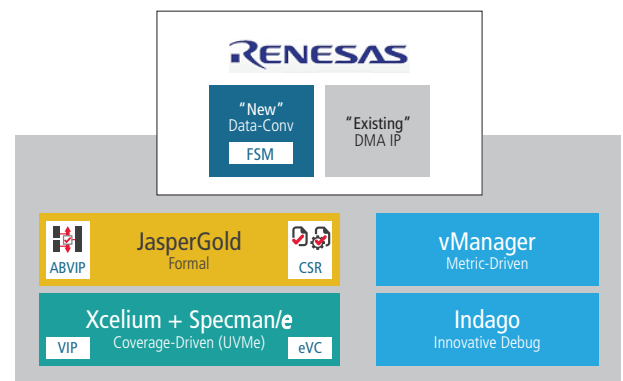 RENESAS
“New”
Data-Conv
FSM
“Existing”
DMA IP
JasperGold
Formal
ABVIP
CSR
vManager
Metric-Driven
Xcelium + Specman/e
Coverage-Driven (UVMe)
VIP
eVC
Indago
Innovative Debug